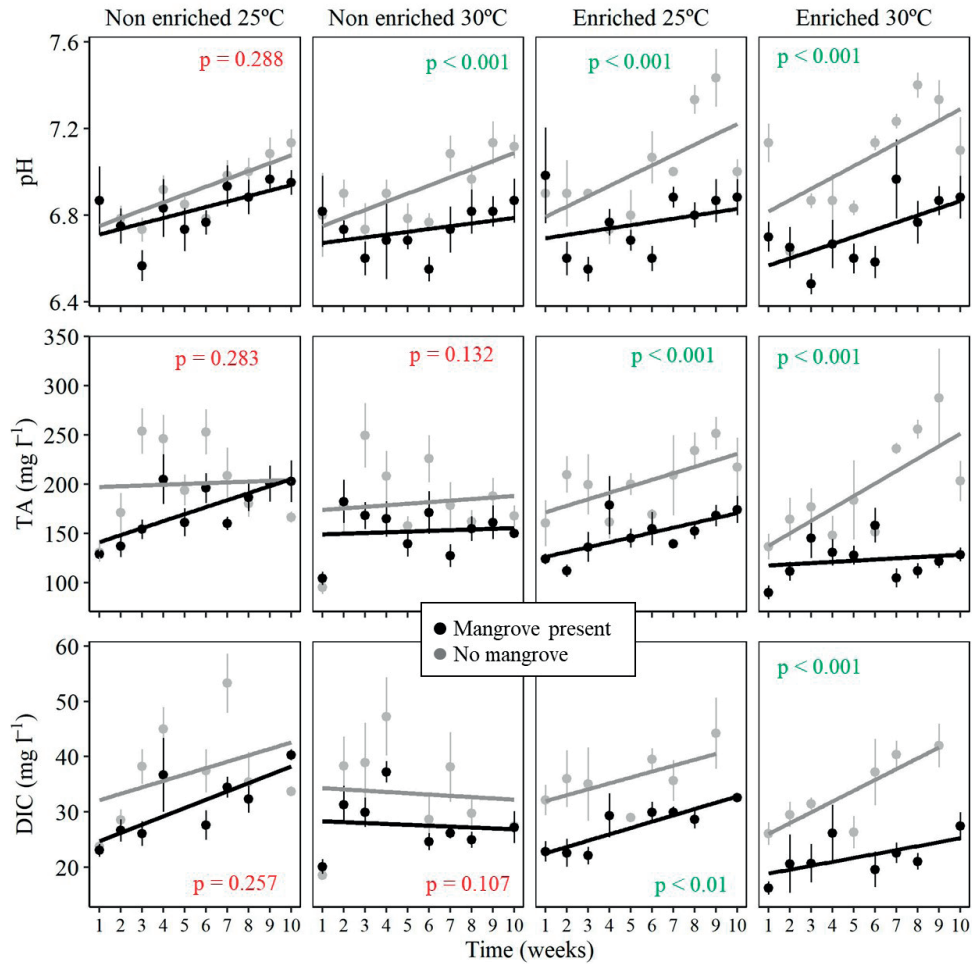 Non enriched 25ºC Non enriched 30ºC Enriched 25ºC Enriched 30ºC
7.6
7.2
6.8
6.4
pH
p = 0.288
p < 0.001
p < 0.001
p < 0.001
350
300
250
200
150
100
TA (mg l⁻¹)
p = 0.283
p = 0.132
p < 0.001
p < 0.001
Mangrove present
No mangrove
60
50
40
30
20
DIC (mg l⁻¹)
p = 0.257
p = 0.107
p < 0.01
p < 0.001
1 2 3 4 5 6 7 8 9 10 1 2 3 4 5 6 7 8 9 10 1 2 3 4 5 6 7 8 9 10 1 2 3 4 5 6 7 8 9 10
Time (weeks)